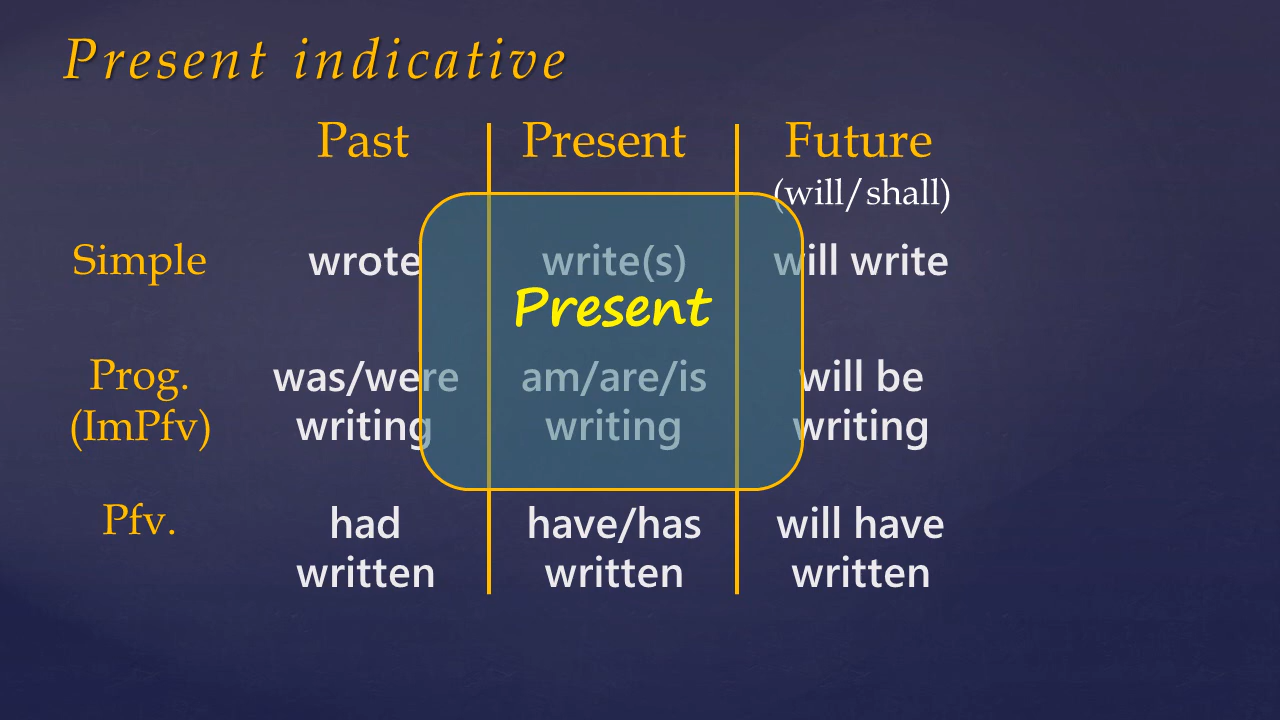 Present indicative
Past Present Future
(will/shall)
Simple wrote write(s) will write
Present
Prog. was/were am/are/is will be
(ImPfv) writing writing writing
Pfv. had have/has will have
written written written